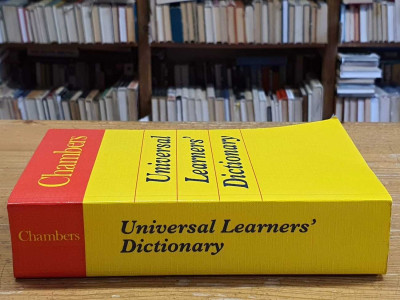 Chambers
Universal
Learners'
Dictionary
Chambers
Universal Learners'
Dictionary